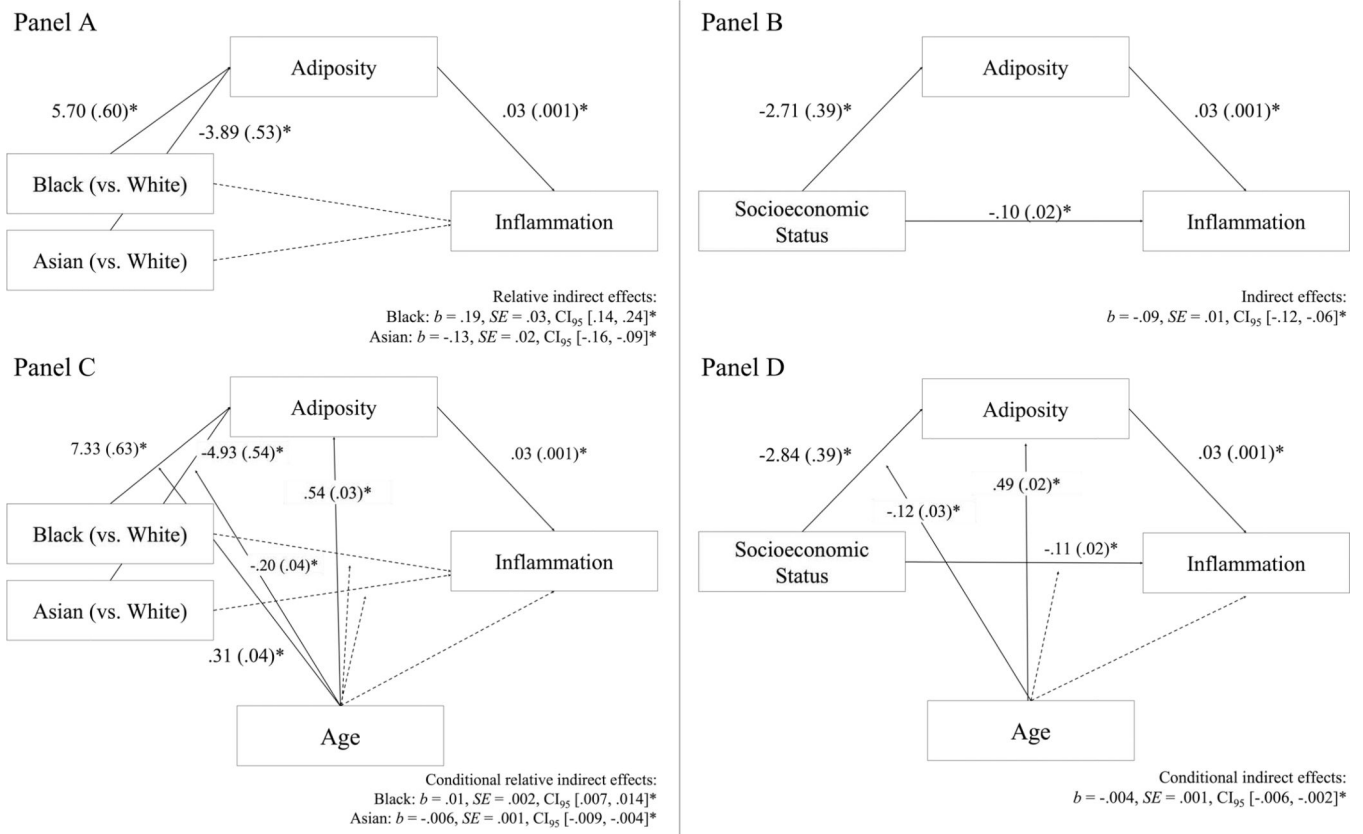 Panel A
Adiposity
5.70 (.60)*
-3.89 (.53)*
.03 (.001)*
Black (vs. White)
Asian (vs. White)
Inflammation
Relative indirect effects:
Black: b = .19, SE = .03, CI95 [.14, .24]*
Asian: b = -.13, SE = .02, CI95 [-.16, -.09]*
Panel B
Adiposity
-2.71 (.39)*
.03 (.001)*
Socioeconomic
Status
-.10 (.02)*
Inflammation
Indirect effects:
b = -.09, SE = .01, CI95 [-.12, -.06]*
Panel C
Adiposity
7.33 (.63)*
-4.93 (.54)*
.03 (.001)*
.54 (.03)*
Black (vs. White)
Inflammation
-.20 (.04)*
Asian (vs. White)
.31 (.04)*
Age
Conditional relative indirect effects:
Black: b = .01, SE = .002, CI95 [.007, .014]*
Asian: b = -.006, SE = .001, CI95 [-.009, -.004]*
Panel D
Adiposity
-2.84 (.39)*
.03 (.001)*
.49 (.02)*
-.12 (.03)*
Socioeconomic
Status
-.11 (.02)*
Inflammation
Age
Conditional indirect effects:
b = -.004, SE = .001, CI95 [-.006, -.002]*